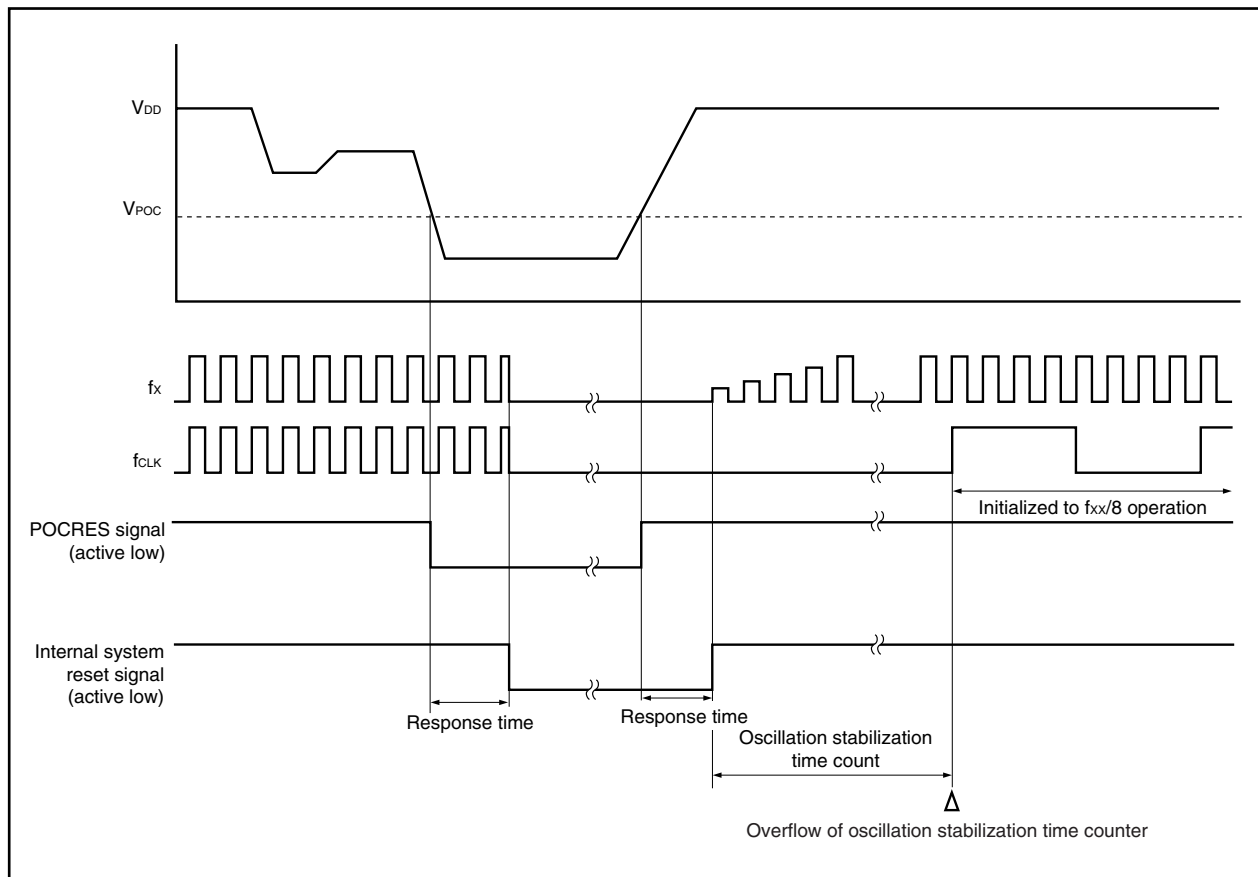 VDD
VPOC
fX
fCLK
Initialized to fXX/8 operation
POCRES signal
(active low)
Internal system
reset signal
(active low)
Response time
Response time
Oscillation stabilization
time count
Overflow of oscillation stabilization time counter